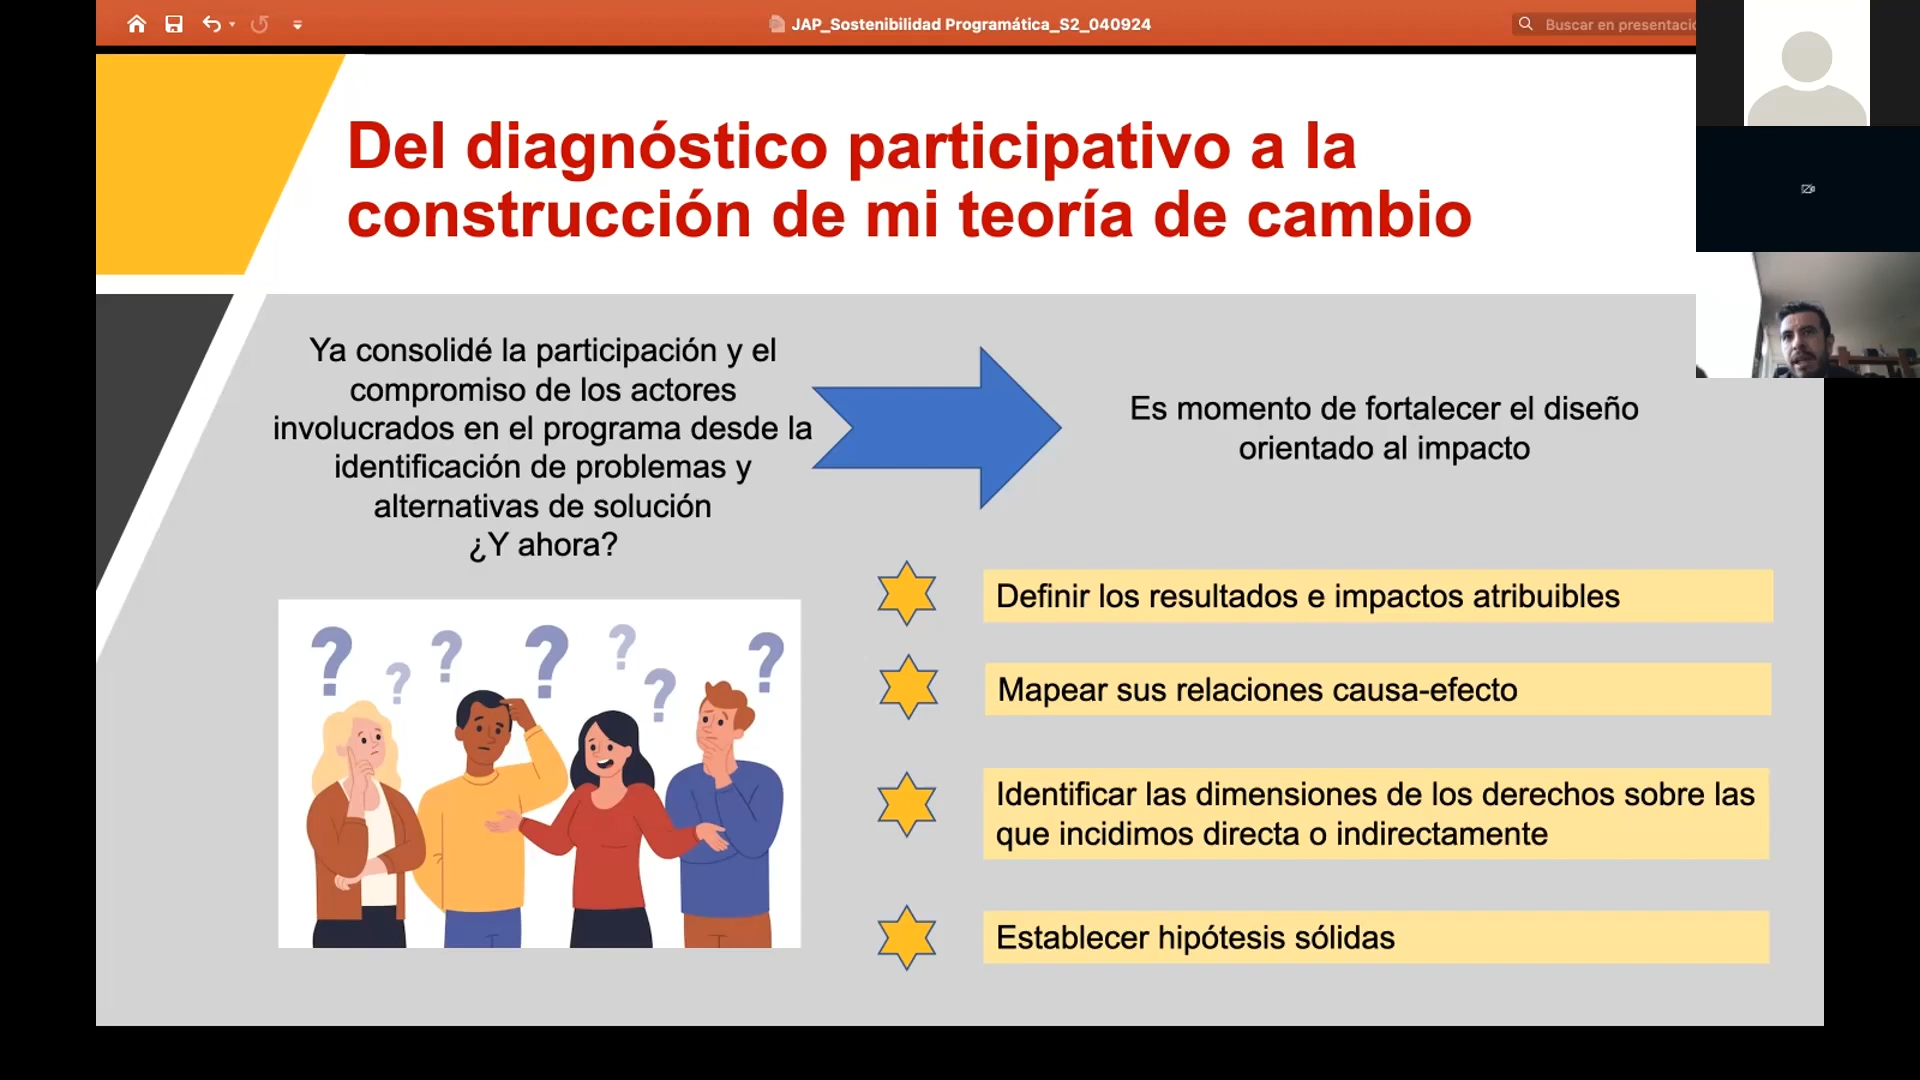 JAP_Sostenibilidad Programática_S2_040924
Buscar en presentació
Del diagnóstico participativo a la
construcción de mi teoría de cambio
Ya consolidé la participación y el
compromiso de los actores
involucrados en el programa desde la
identificación de problemas y
alternativas de solución
¿Y ahora?
Es momento de fortalecer el diseño
orientado al impacto
Definir los resultados e impactos atribuibles
Mapear sus relaciones causa-efecto
Identificar las dimensiones de los derechos sobre las
que incidimos directa o indirectamente
Establecer hipótesis sólidas
? ? ? ? ? ? ?